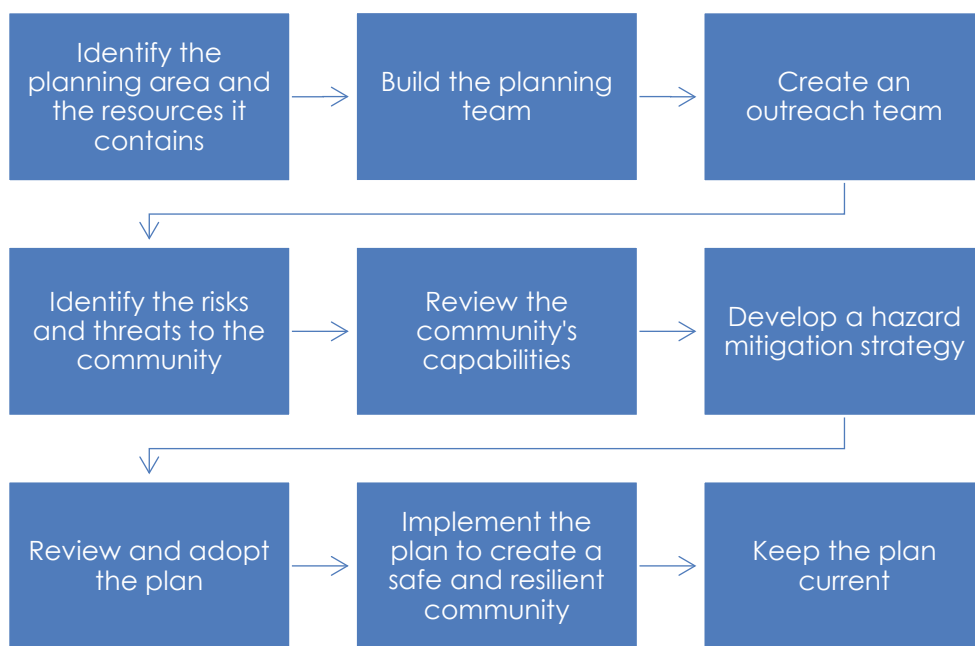 Identify the
planning area and
the resources it
contains
Build the planning
team
Create an
outreach team
Identify the risks
and threats to the
community
Review the
community's
capabilities
Develop a hazard
mitigation strategy
Review and adopt
the plan
Implement the
plan to create a
safe and resilient
community
Keep the plan
current